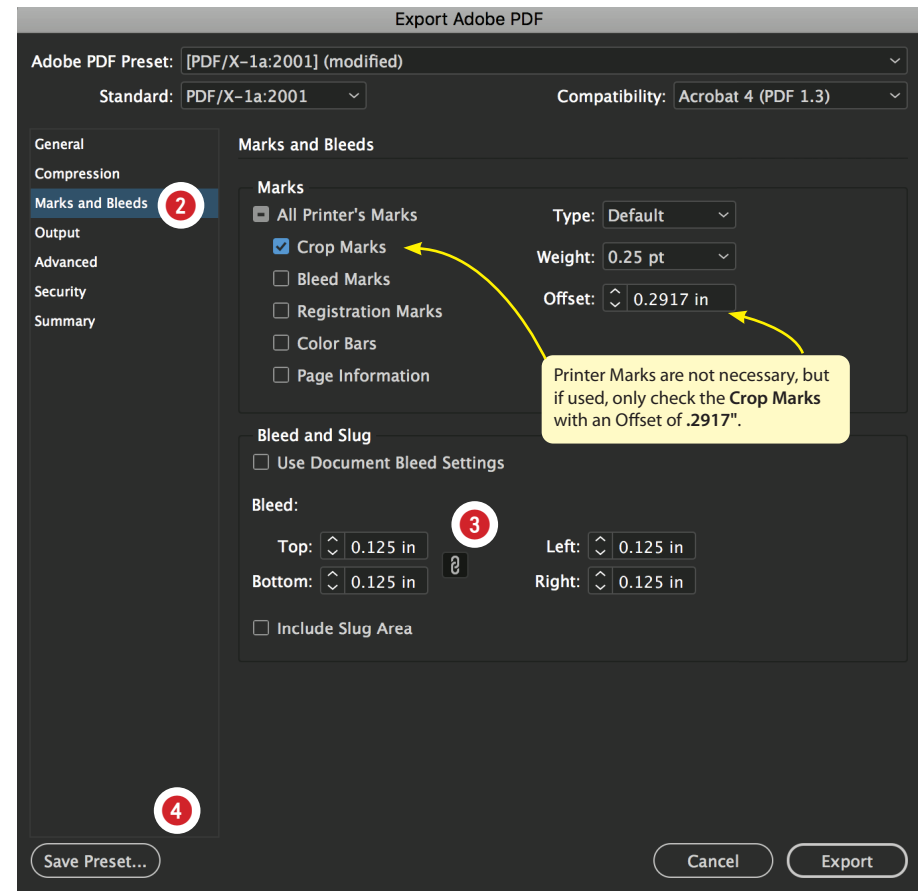 Export Adobe PDF
Adobe PDF Preset: [PDF/X-1a:2001] (modified)
Standard: PDF/X-1a:2001 Compatibility: Acrobat 4 (PDF 1.3)
General
Compression
Marks and Bleeds 2
Output
Advanced
Security
Summary
Marks and Bleeds
Marks
All Printer's Marks
Crop Marks
Bleed Marks
Registration Marks
Color Bars
Page Information
Type: Default
Weight: 0.25 pt
Offset: 0.2917 in
Printer Marks are not necessary, but
if used, only check the Crop Marks
with an Offset of .2917".
Bleed and Slug
Use Document Bleed Settings
Bleed:
3
Top: 0.125 in Left: 0.125 in
Bottom: 0.125 in Right: 0.125 in
Include Slug Area
4
Save Preset... Cancel Export